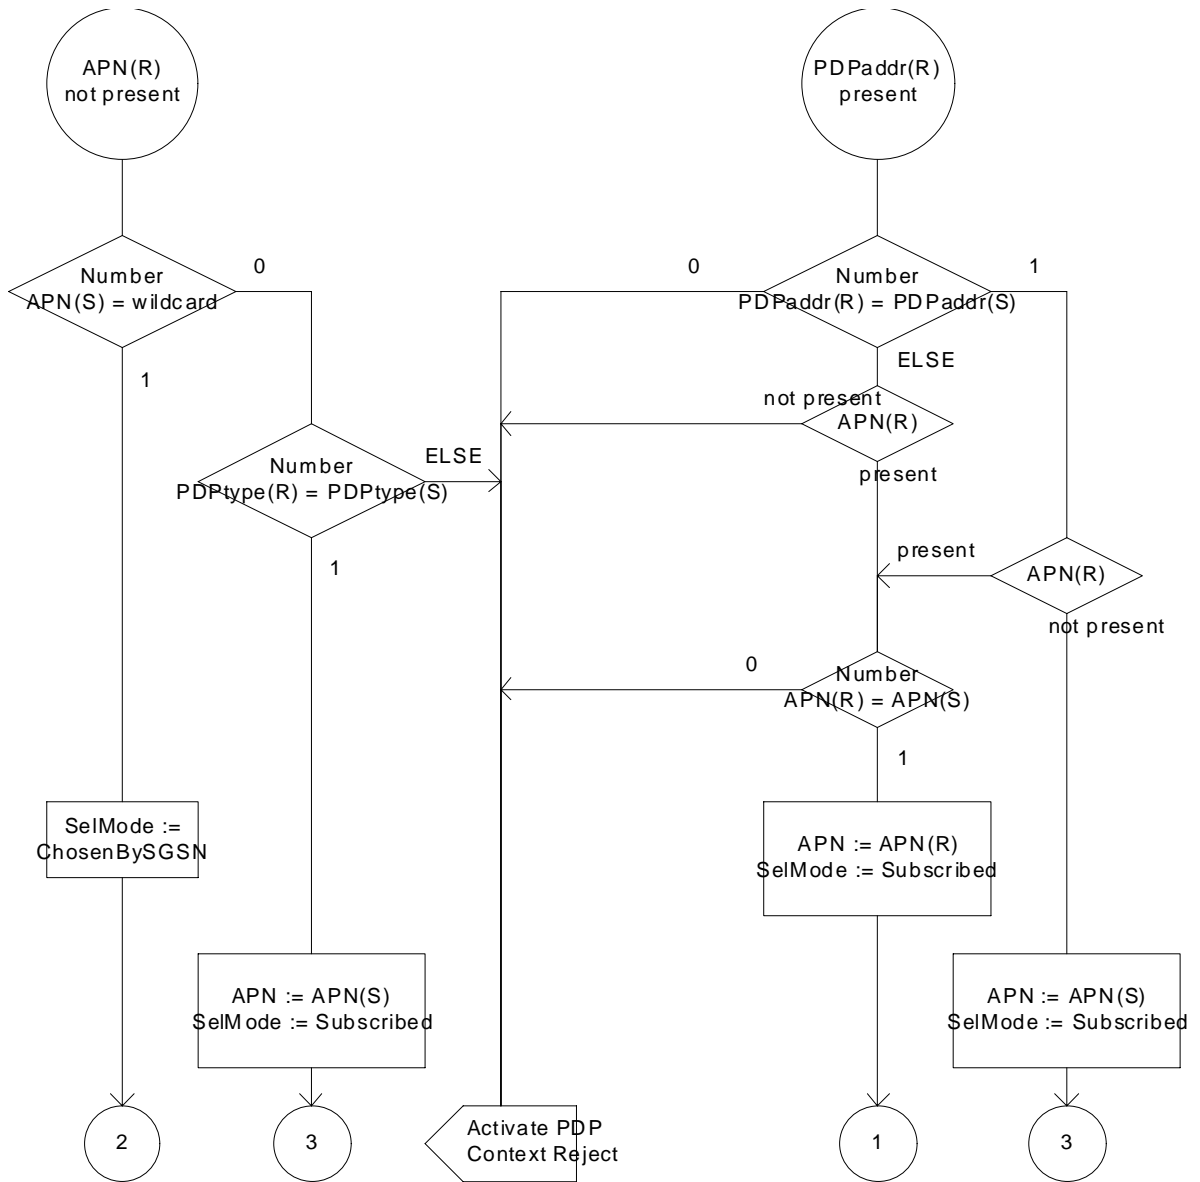 APN(R)
not present
PDPaddr(R)
present
Number
APN(S) = wildcard
0
1
0
Number
PDPaddr(R) = PDPaddr(S)
1
ELSE
not present
APN(R)
present
Number
PDPtype(R) = PDPtype(S)
ELSE
1
present
APN(R)
not present
0
Number
APN(R) = APN(S)
1
SelMode :=
ChosenBySGSN
APN := APN(R)
SelMode := Subscribed
APN := APN(S)
SelMode := Subscribed
APN := APN(S)
SelMode := Subscribed
2
3
Activate PDP
Context Reject
1
3